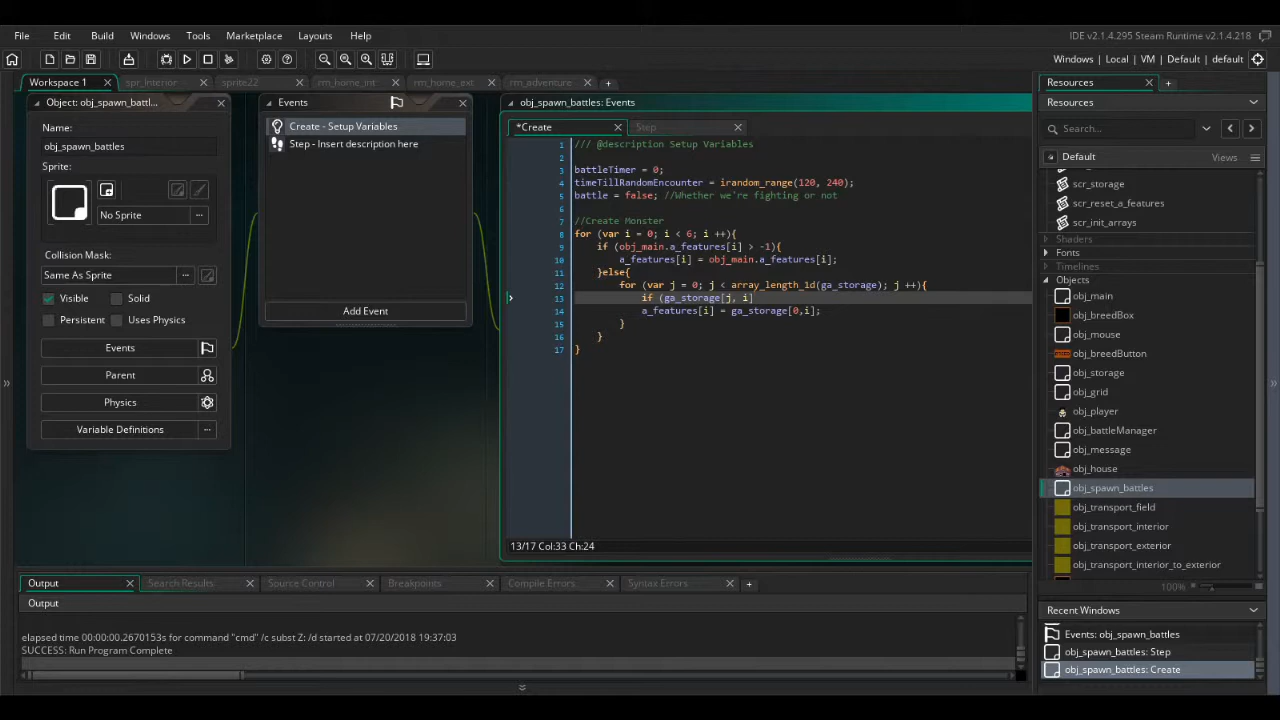 File Edit Build Windows Tools Marketplace Layouts Help
IDE v2.1.4.295 Steam Runtime v2.1.4.218
Windows | Local | VM | Default | default
Workspace 1 spr_Interior sprite22 rm_home_int rm_home_ext rm_adventure
Resources
Object: obj_spawn_battl...
Name:
obj_spawn_battles
Sprite:
No Sprite
Collision Mask:
Same As Sprite
Visible Solid
Persistent Uses Physics
Events
Parent
Physics
Variable Definitions
Events
Create - Setup Variables
Step - Insert description here
Add Event
obj_spawn_battles: Events
*Create Step
1 /// @description Setup Variables
2
3 battleTimer = 0;
4 timeTillRandomEncounter = irandom_range(120, 240);
5 battle = false; //Whether we're fighting or not
6
7 //Create Monster
8 for (var i = 0; i < 6; i ++){
9 if (obj_main.a_features[i] > -1){
10 a_features[i] = obj_main.a_features[i];
11 }else{
12 for (var j = 0; j < array_length_1d(ga_storage); j ++){
13 if (ga_storage[j, i]
14 a_features[i] = ga_storage[0,i];
15 }
16 }
17 }
13/17 Col:33 Ch:24
Resources
Search...
Default Views
scr_storage
scr_reset_a_features
scr_init_arrays
Shaders
Fonts
Timelines
Objects
obj_main
obj_breedBox
obj_mouse
obj_breedButton
obj_storage
obj_grid
obj_player
obj_battleManager
obj_message
obj_house
obj_spawn_battles
obj_transport_field
obj_transport_interior
obj_transport_exterior
obj_transport_interior_to_exterior
100%
Recent Windows
Events: obj_spawn_battles
obj_spawn_battles: Step
obj_spawn_battles: Create
Output Search Results Source Control Breakpoints Compile Errors Syntax Errors
Output
elapsed time 00:00:00.2670153s for command "cmd" /c subst Z: /d started at 07/20/2018 19:37:03
SUCCESS: Run Program Complete